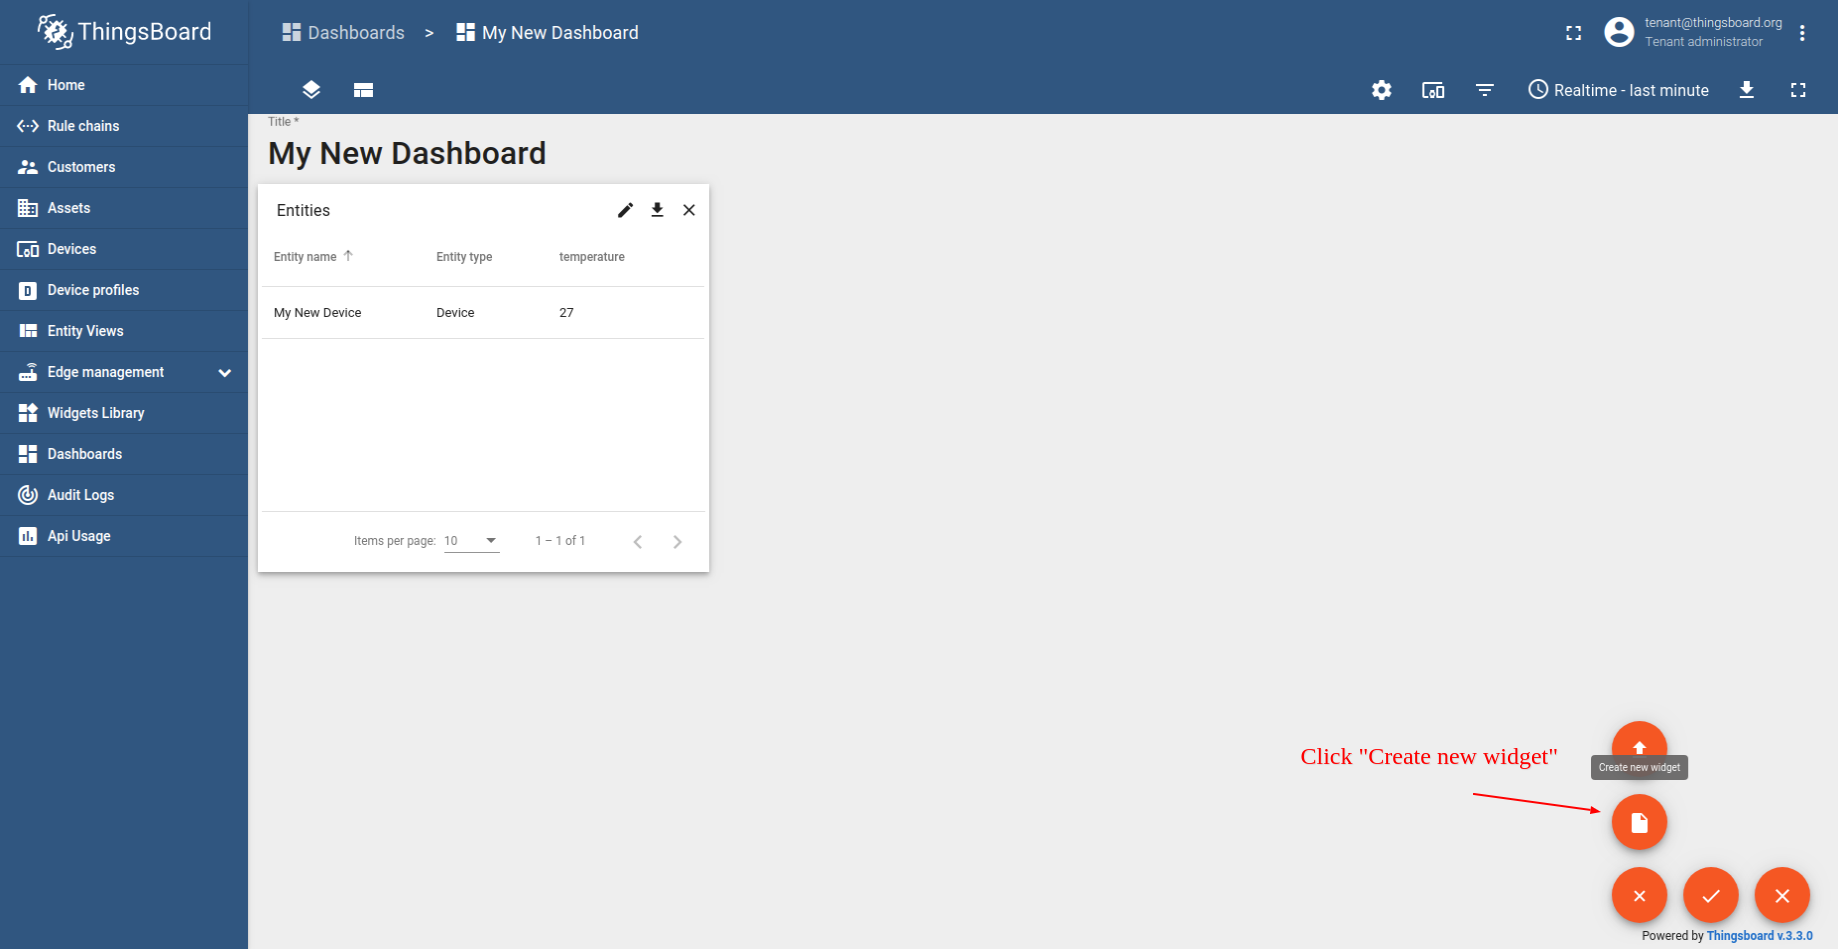 ThingsBoard
Dashboards > My New Dashboard
tenant@thingsboard.org
Tenant administrator
Home
Rule chains
Customers
Assets
Devices
Device profiles
Entity Views
Edge management
Widgets Library
Dashboards
Audit Logs
Api Usage
Realtime - last minute
Title *
My New Dashboard
Entities
Entity name Entity type temperature
My New Device Device 27
Items per page: 10 1 – 1 of 1
Click "Create new widget"
Create new widget
Powered by Thingsboard v.3.3.0